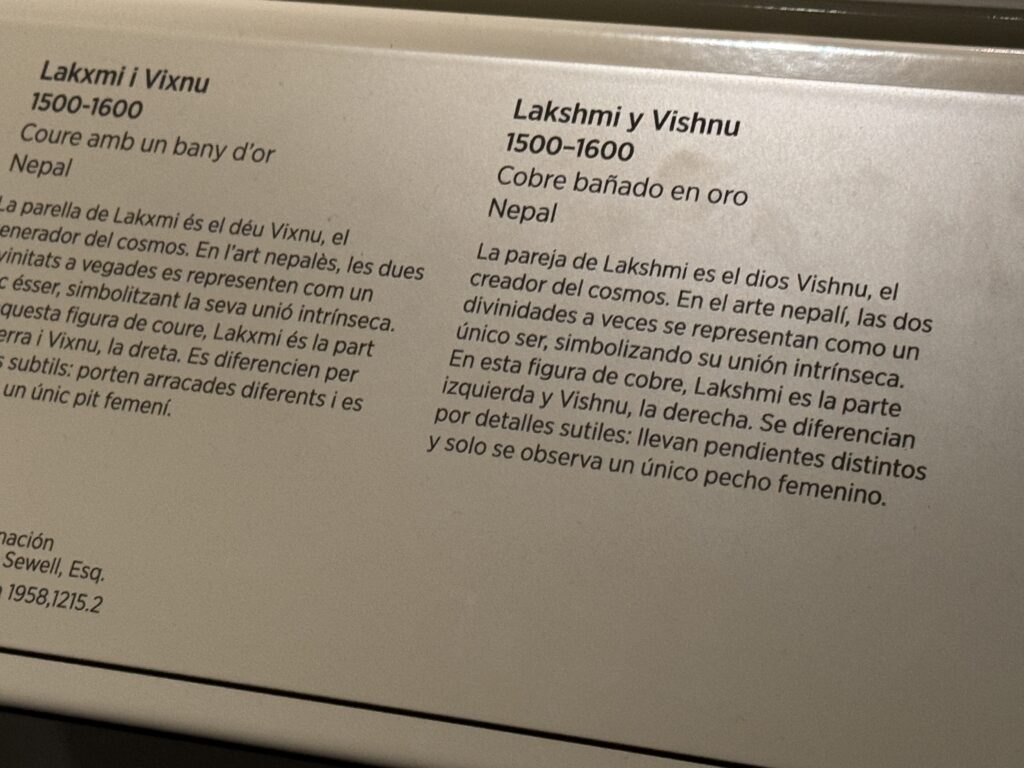 Lakxmi i Vixnu
1500-1600
Coure amb un bany d'or
Nepal
La parella de Lakxmi és el déu Vixnu, el
enerador del cosmos. En l'art nepalès, les dues
vinitats a vegades es representen com un
c ésser, simbolitzant la seva unió intrínseca.
questa figura de coure, Lakxmi és la part
erra i Vixnu, la dreta. Es diferencien per
s subtils: porten arracades diferents i es
un únic pit femení.
nación
Sewell, Esq.
1958,1215.2
Lakshmi y Vishnu
1500–1600
Cobre bañado en oro
Nepal
La pareja de Lakshmi es el dios Vishnu, el
creador del cosmos. En el arte nepalí, las dos
divinidades a veces se representan como un
único ser, simbolizando su unión intrínseca.
En esta figura de cobre, Lakshmi es la parte
izquierda y Vishnu, la derecha. Se diferencian
por detalles sutiles: llevan pendientes distintos
y solo se observa un único pecho femenino.